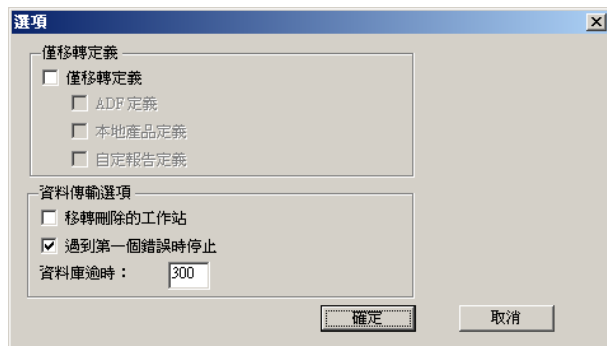 選項
僅移轉定義
僅移轉定義
ADF定義
本地產品定義
自定報告定義
資料傳輸選項
移轉刪除的工作站
遇到第一個錯誤時停止
資料庫逾時： 300
確定 取消